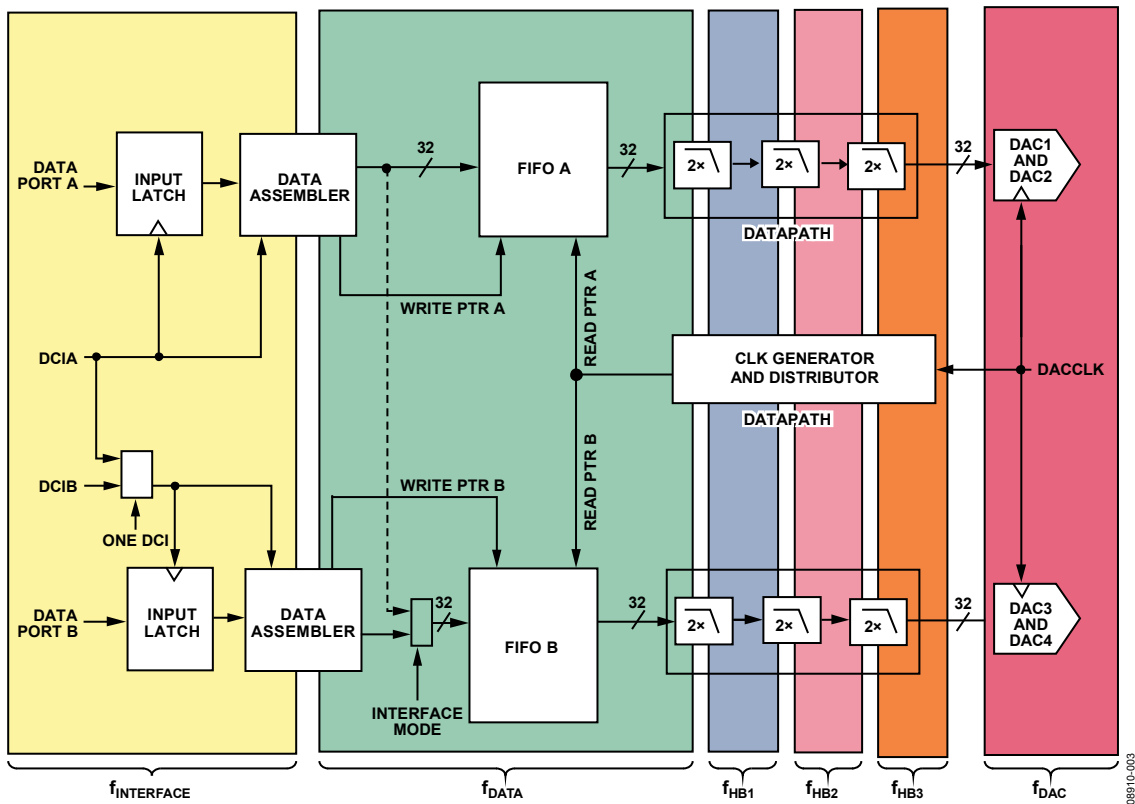 DATA
PORT A
INPUT
LATCH
DATA
ASSEMBLER
32
FIFO A
32
2×
2×
2×
32
DAC1
AND
DAC2
DATAPATH
WRITE PTR A
READ PTR A
DCIA
CLK GENERATOR
AND DISTRIBUTOR
DACCLK
DATAPATH
READ PTR B
DCIB
WRITE PTR B
ONE DCI
DATA
PORT B
INPUT
LATCH
DATA
ASSEMBLER
32
FIFO B
32
2×
2×
2×
32
DAC3
AND
DAC4
INTERFACE
MODE
fINTERFACE
fDATA
fHB1
fHB2
fHB3
fDAC
08910-003